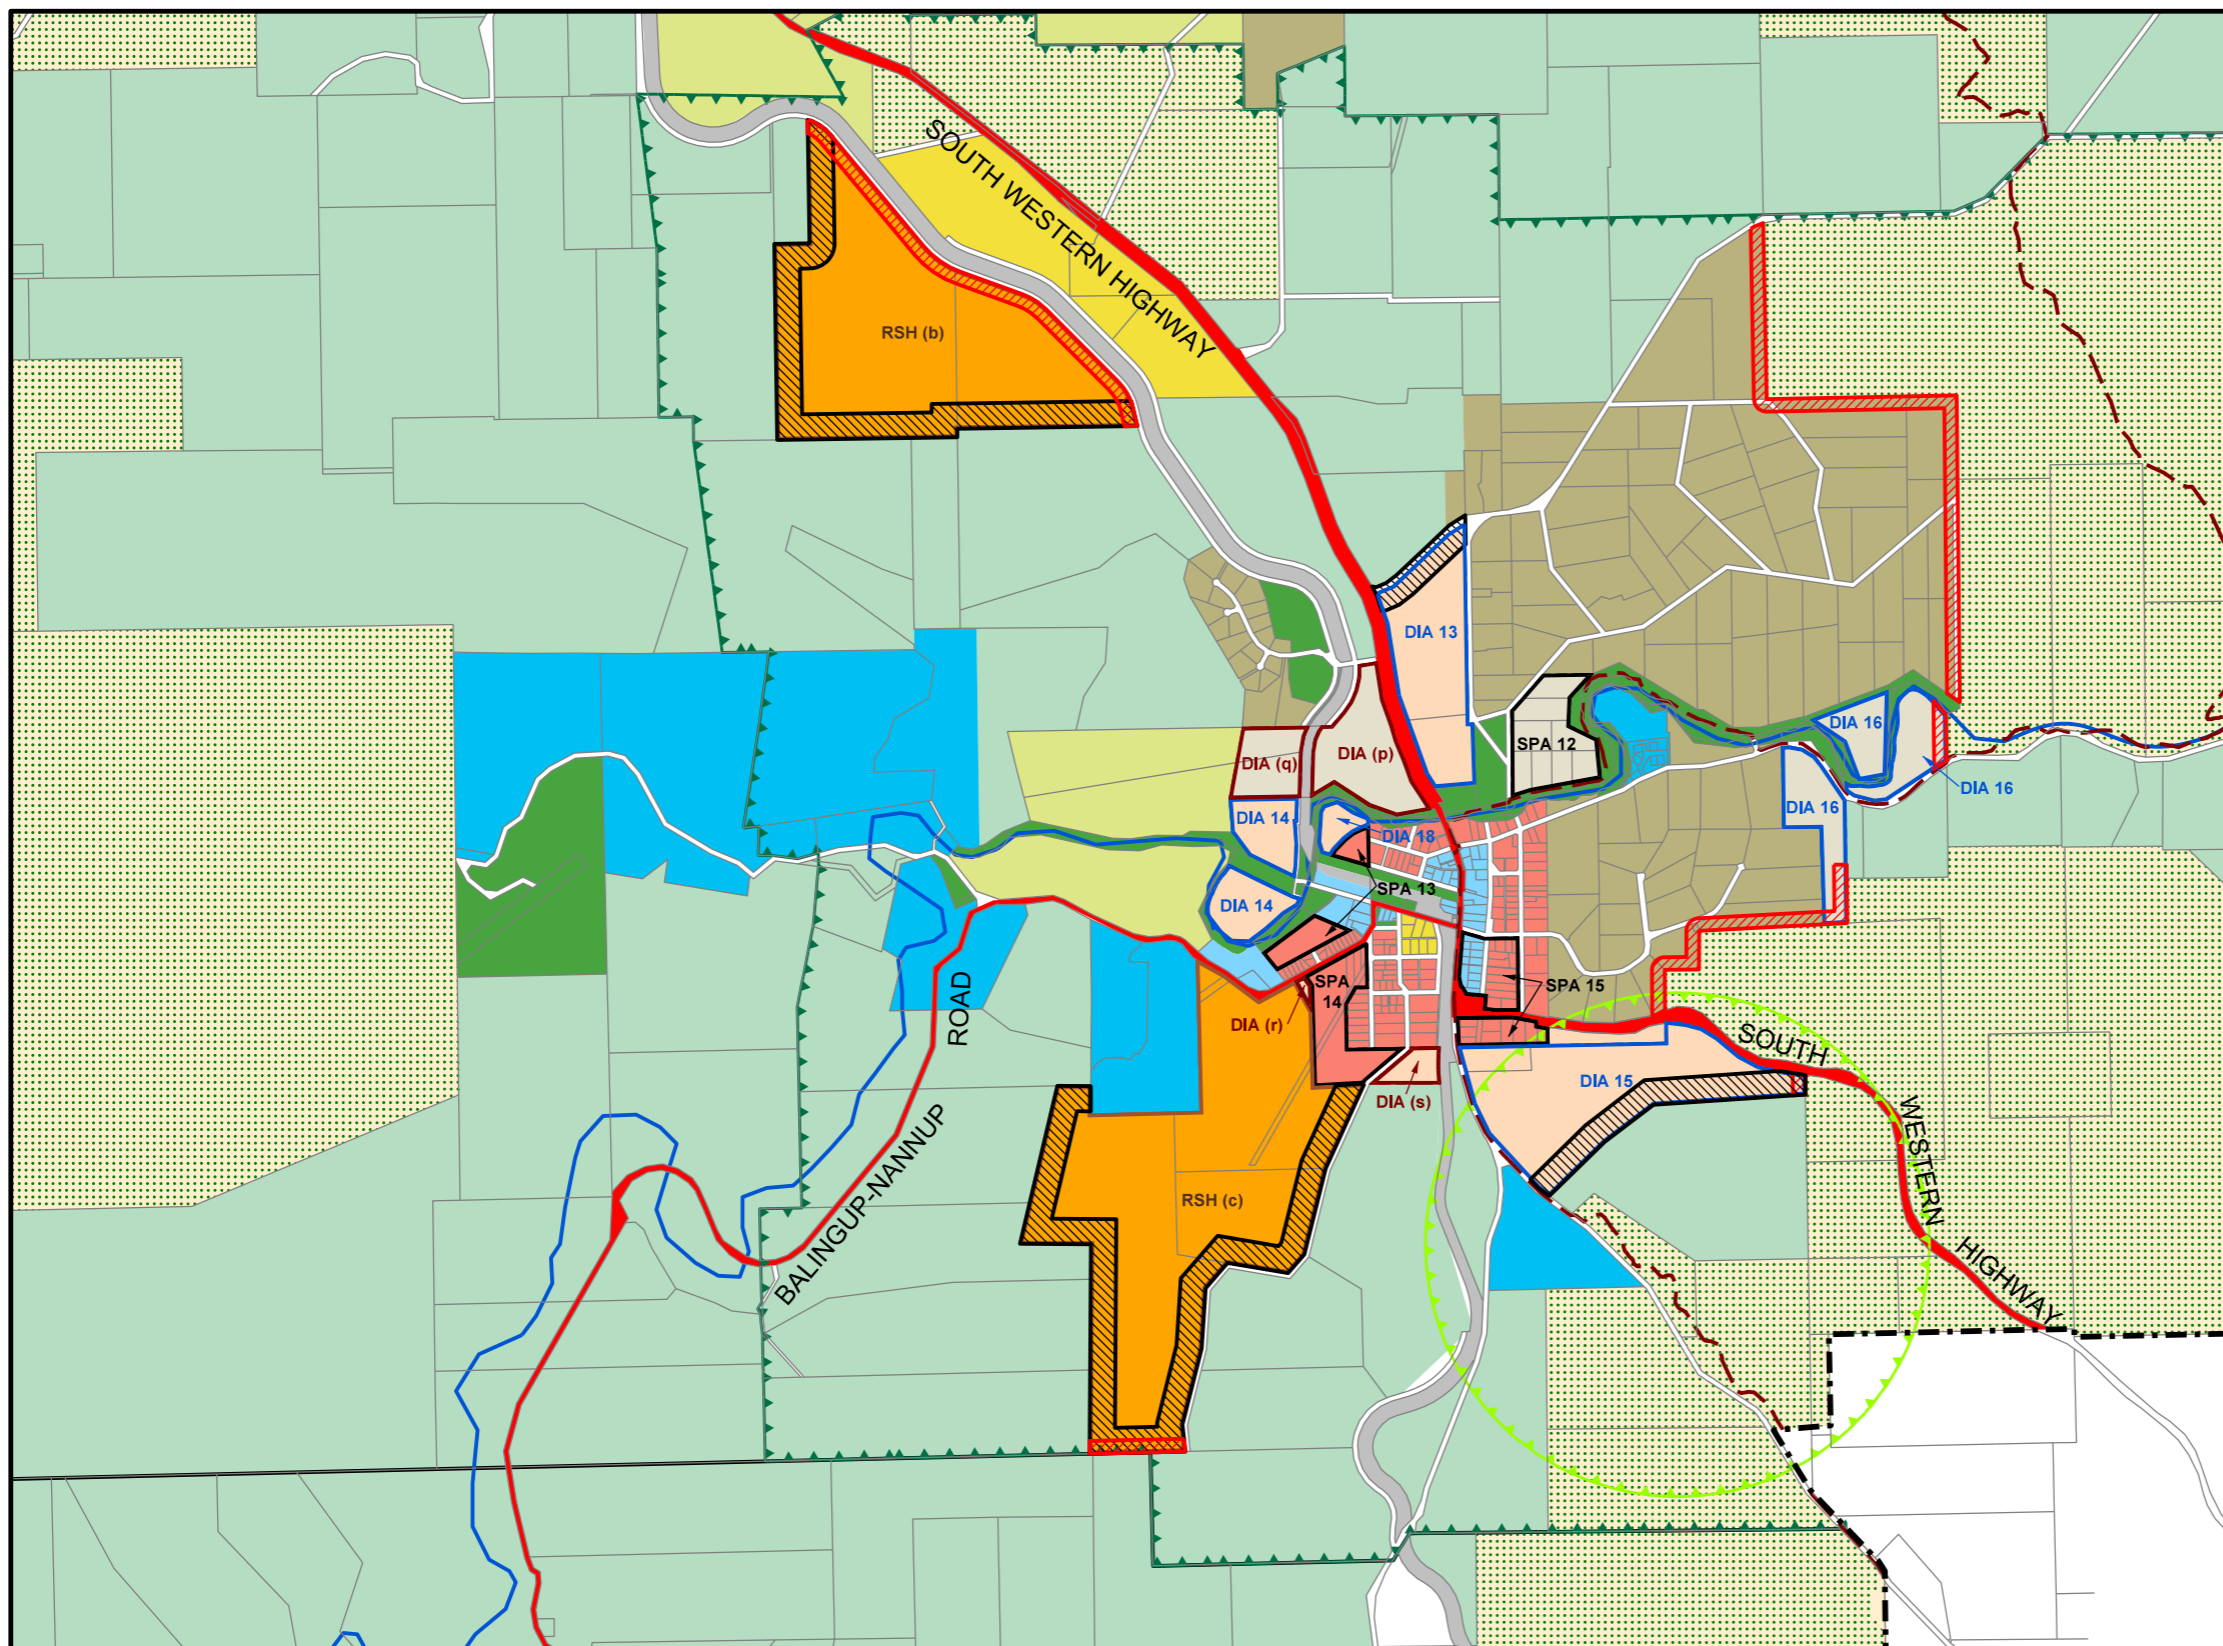 SOUTH WESTERN HIGHWAY
RSH (b)
DIA 13
DIA 16
SPA 12
DIA (p)
DIA (q)
DIA 16
DIA 16
DIA 14
DIA 18
SPA 13
DIA 14
SPA
14
SPA 15
DIA (r)
ROAD
SOUTH
DIA 15
DIA (s)
BALINGUP-NANNUP
WESTERN
RSH (c)
HIGHWAY